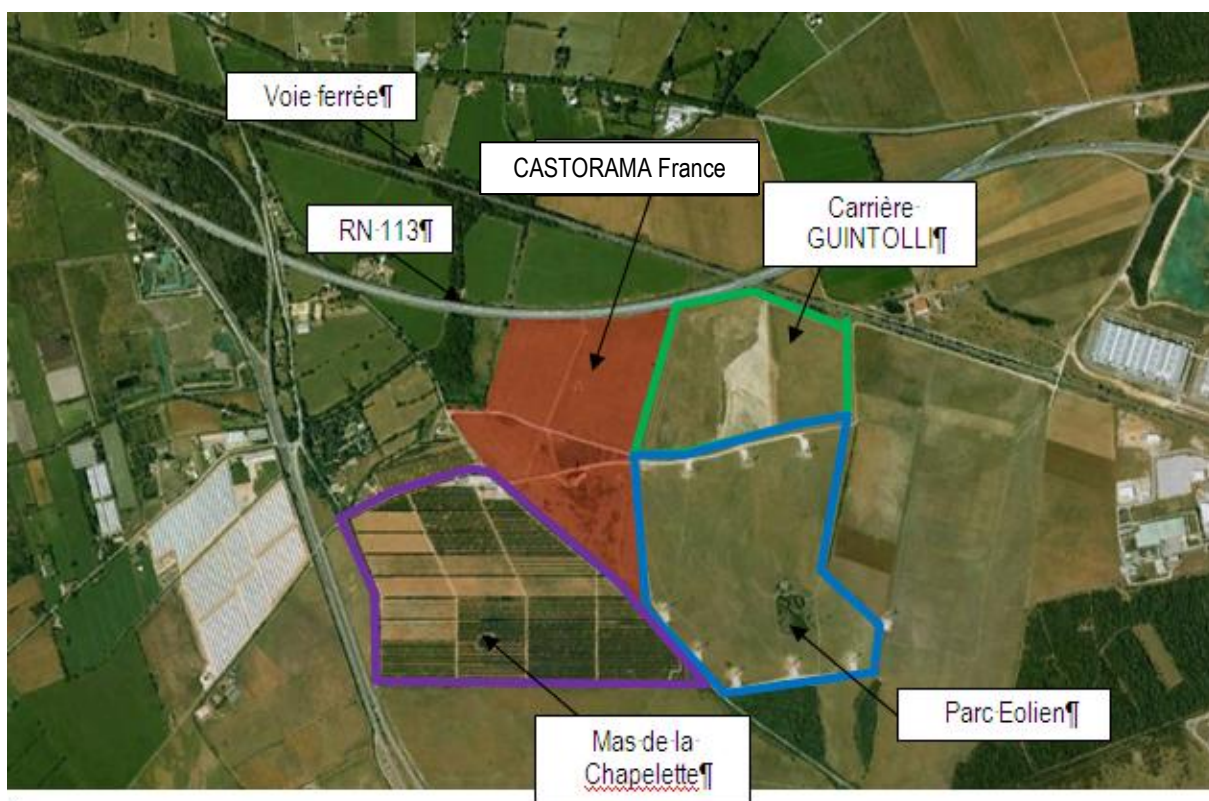 Voie ferrée¶
CASTORAMA France
Carrière
GUINTOLLI¶
RN 113¶
Parc Eolien¶
Mas de la
Chapelette¶